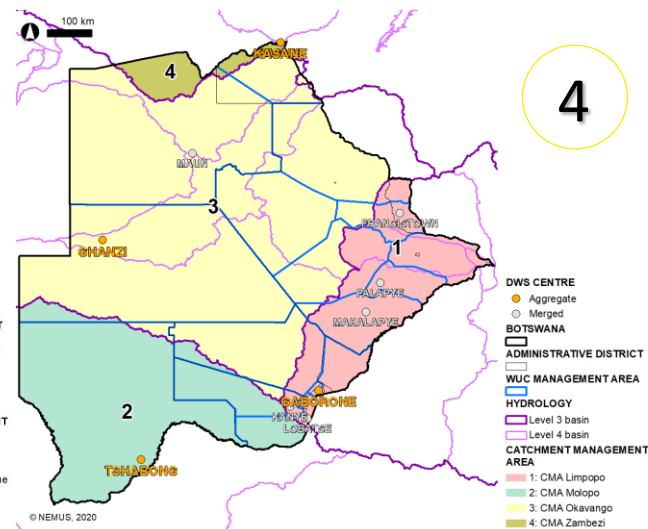 100 km
KASANE
4
4
MAUN
3
FRANCISTOWN
GHANZI
1
PALAPYE
MAHALAPYE
DWS CENTRE
Aggregate
Merged
BOTSWANA
ADMINISTRATIVE DISTRICT
WUC MANAGEMENT AREA
HYDROLOGY
Level 3 basin
Level 4 basin
CATCHMENT MANAGEMENT
AREA
1: CMA Limpopo
2: CMA Molopo
3: CMA Okavango
4: CMA Zambezi
GABORONE
2
KANYE
LOBATSE
TSHABONG
© NEMUS, 2020